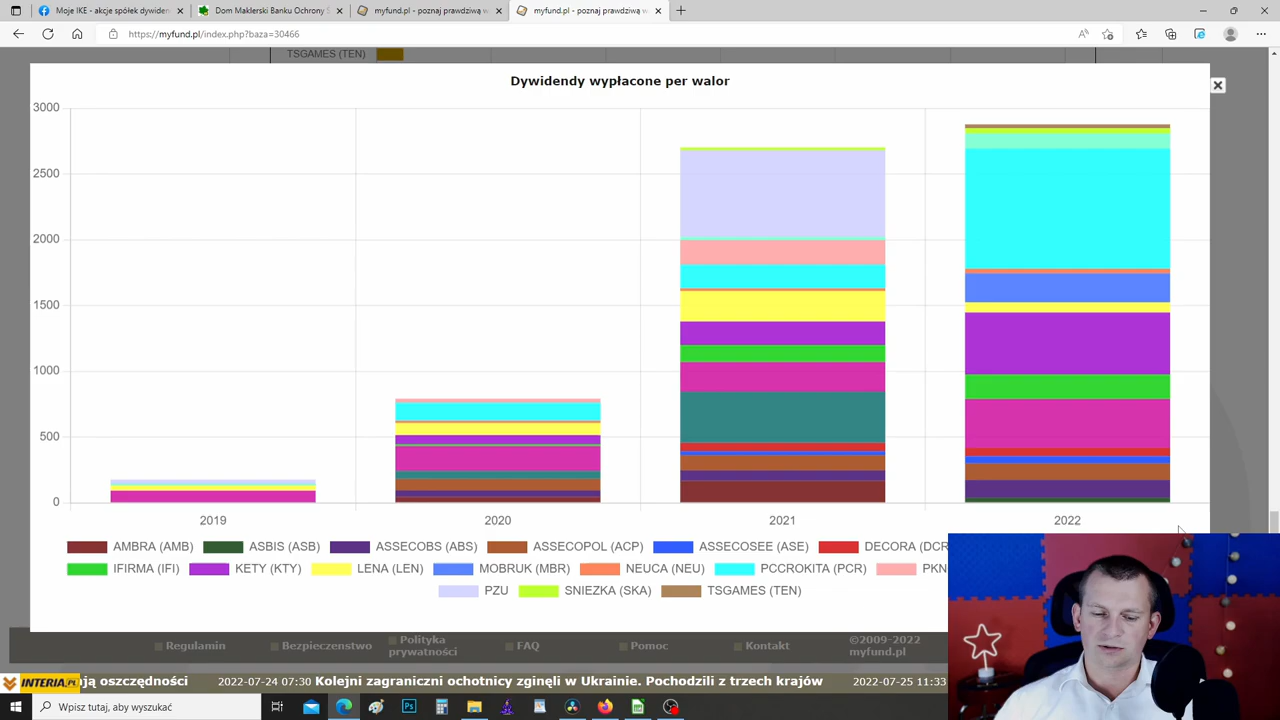 Moje IKE - akcje spółek dywiden
Dom Maklerski Banku Ochrony
myfund.pl - poznaj prawdziwą w
myfund.pl - poznaj prawdziwą w
https://myfund.pl/index.php?baza=30466
TSGAMES (TEN)
Dywidendy wypłacone per walor
3000
2500
2000
1500
1000
500
0
2019 2020 2021 2022
AMBRA (AMB) ASBIS (ASB) ASSECOBS (ABS) ASSECOPOL (ACP) ASSECOSEE (ASE) DECORA (DCR
IFIRMA (IFI) KETY (KTY) LENA (LEN) MOBRUK (MBR) NEUCA (NEU) PCCROKITA (PCR) PKN
PZU SNIEZKA (SKA) TSGAMES (TEN)
Regulamin Bezpieczenstwo Polityka prywatności FAQ Pomoc Kontakt ©2009-2022 myfund.pl
INTERIA.PL ają oszczędności 2022-07-24 07:30 Kolejni zagraniczni ochotnicy zginęli w Ukrainie. Pochodzili z trzech krajów 2022-07-25 11:33
Wpisz tutaj, aby wyszukać